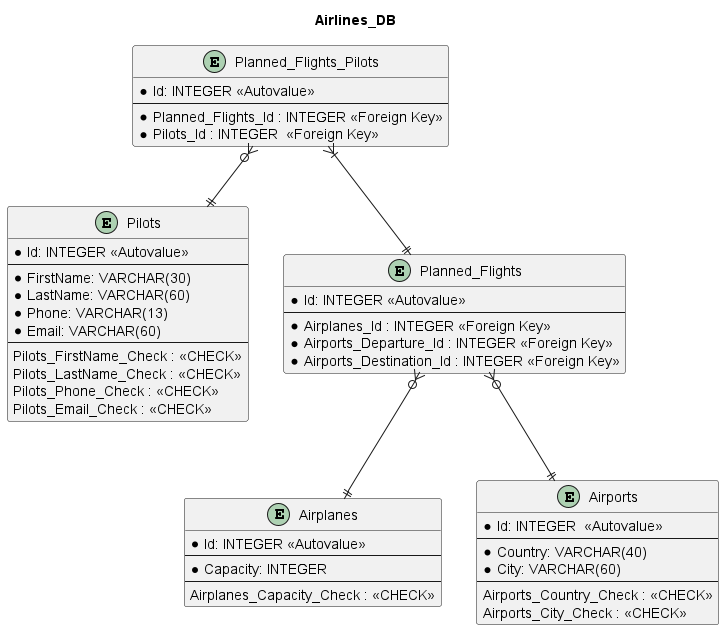 Airlines_DB
E Planned_Flights_Pilots
* Id: INTEGER «Autovalue»
* Planned_Flights_Id : INTEGER «Foreign Key»
* Pilots_Id : INTEGER  «Foreign Key»
E Pilots
* Id: INTEGER «Autovalue»
* FirstName: VARCHAR(30)
* LastName: VARCHAR(60)
* Phone: VARCHAR(13)
* Email: VARCHAR(60)
Pilots_FirstName_Check : «CHECK»
Pilots_LastName_Check : «CHECK»
Pilots_Phone_Check : «CHECK»
Pilots_Email_Check : «CHECK»
E Planned_Flights
* Id: INTEGER «Autovalue»
* Airplanes_Id : INTEGER «Foreign Key»
* Airports_Departure_Id : INTEGER «Foreign Key»
* Airports_Destination_Id : INTEGER «Foreign Key»
E Airplanes
* Id: INTEGER «Autovalue»
* Capacity: INTEGER
Airplanes_Capacity_Check : «CHECK»
E Airports
* Id: INTEGER  «Autovalue»
* Country: VARCHAR(40)
* City: VARCHAR(60)
Airports_Country_Check : «CHECK»
Airports_City_Check : «CHECK»